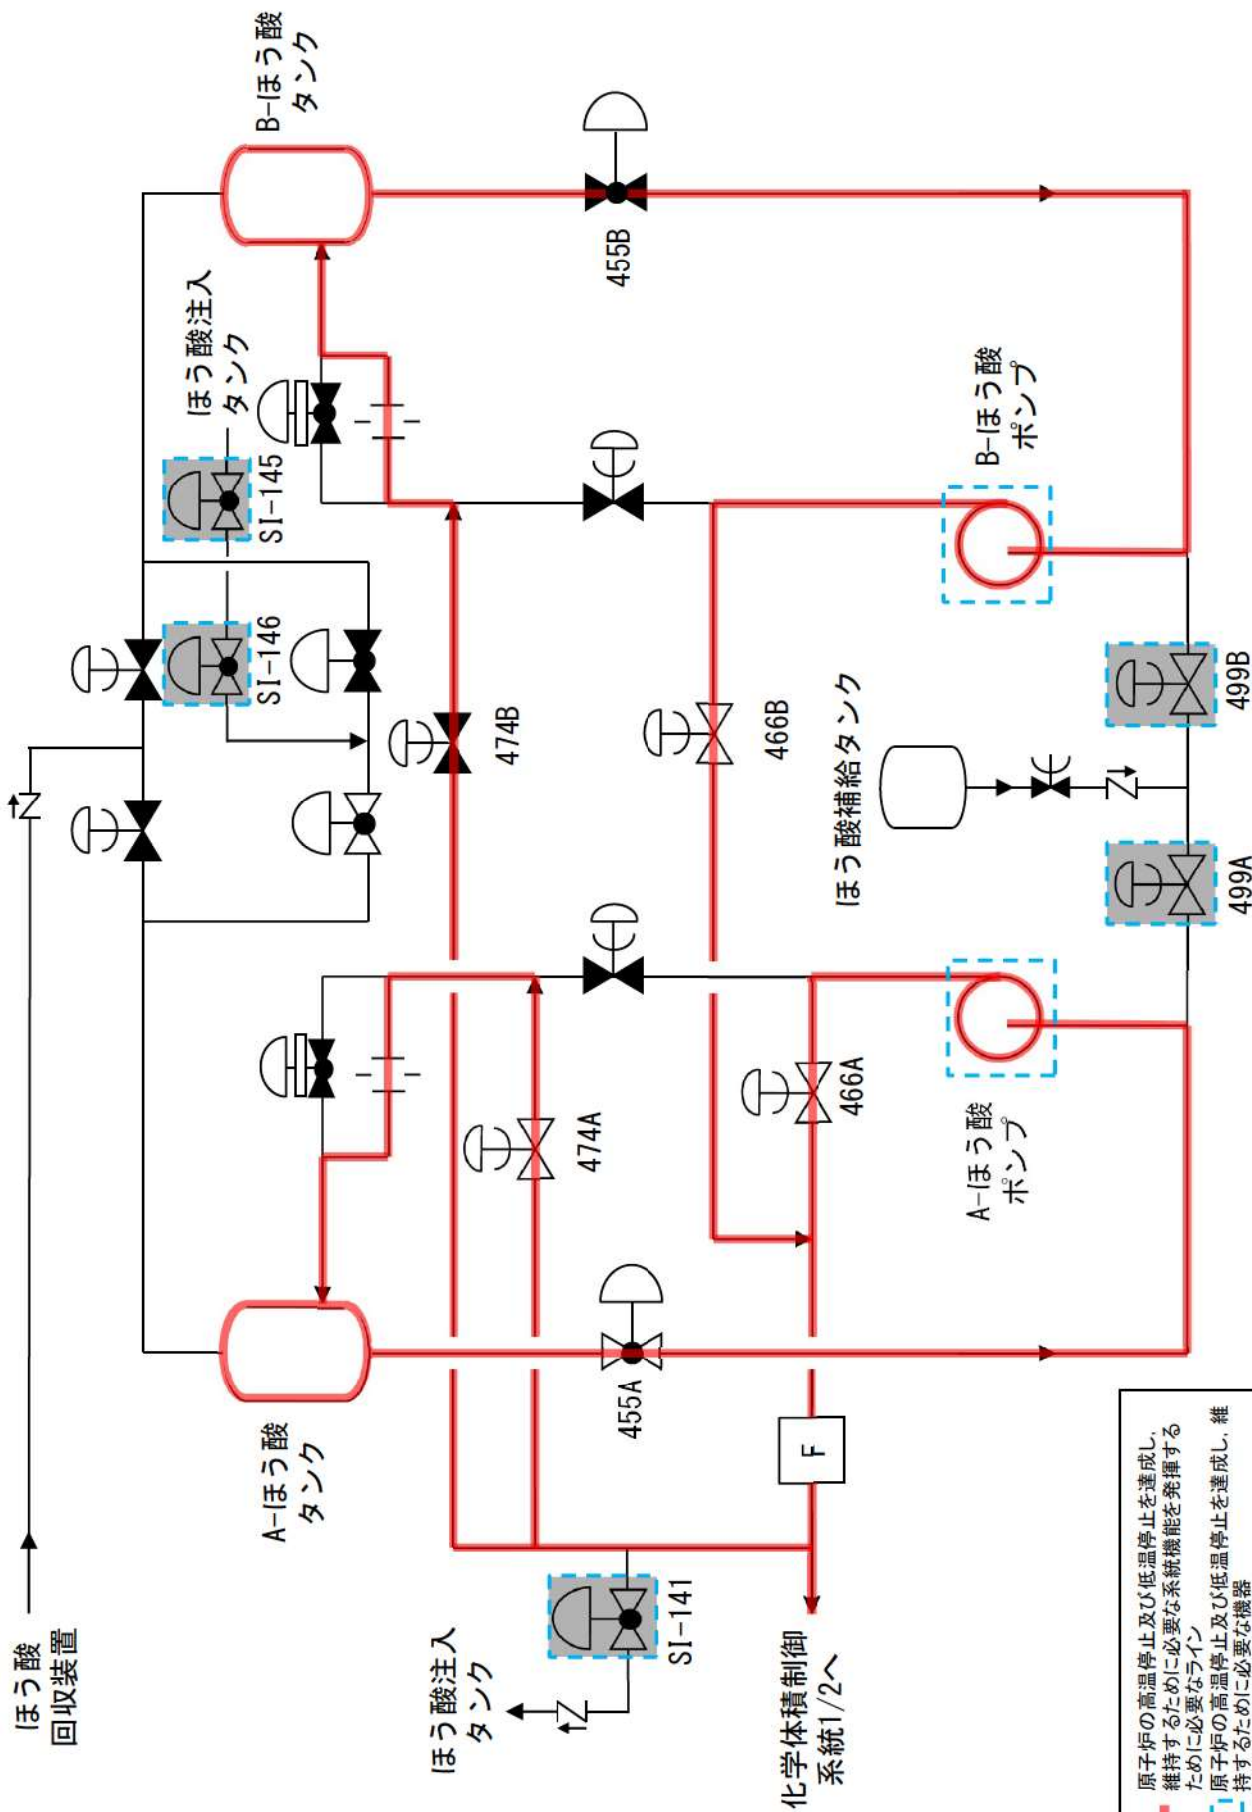 ほう酸
回収装置
A-ほう酸
タンク
B-ほう酸
タンク
ほう酸注入
タンク
SI-145
SI-146
474B
474A
455B
455A
466B
466A
ほう酸補給タンク
B-ほう酸
ポンプ
A-ほう酸
ポンプ
499B
499A
ほう酸注入
タンク
SI-141
F
化学体積制御
系統1/2へ
原子炉の高温停止及び低温停止を達成し、
維持するために必要な系統機能を発揮する
ために必要なライン
原子炉の高温停止及び低温停止を達成し、維
持するために必要な機器